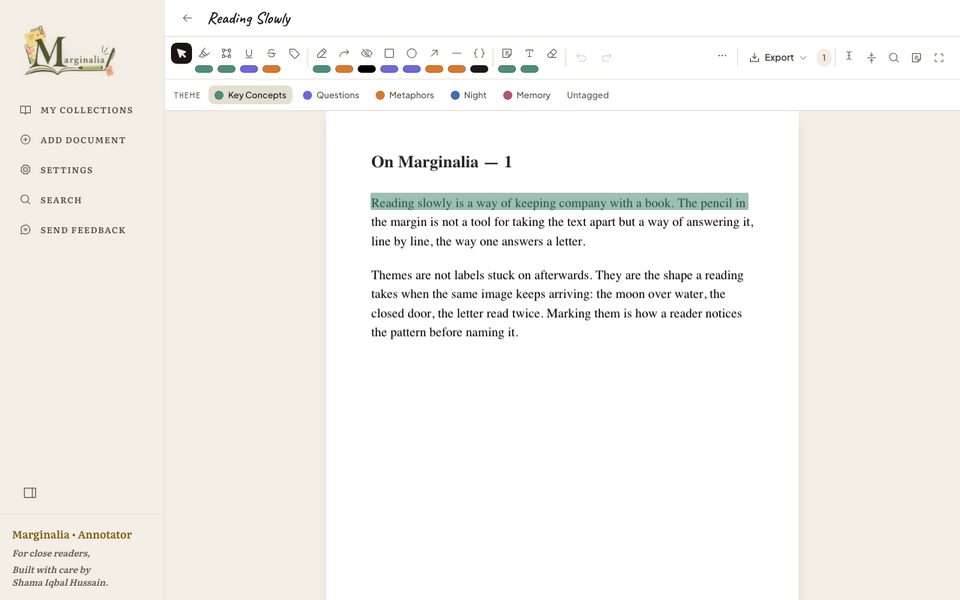 Marginalia
MY COLLECTIONS
ADD DOCUMENT
SETTINGS
SEARCH
SEND FEEDBACK
Marginalia • Annotator
For close readers,
Built with care by
Shama Iqbal Hussain.
Reading Slowly
Export
1
THEME
Key Concepts
Questions
Metaphors
Night
Memory
Untagged
On Marginalia — 1
Reading slowly is a way of keeping company with a book. The pencil in
the margin is not a tool for taking the text apart but a way of answering it,
line by line, the way one answers a letter.
Themes are not labels stuck on afterwards. They are the shape a reading
takes when the same image keeps arriving: the moon over water, the
closed door, the letter read twice. Marking them is how a reader notices
the pattern before naming it.